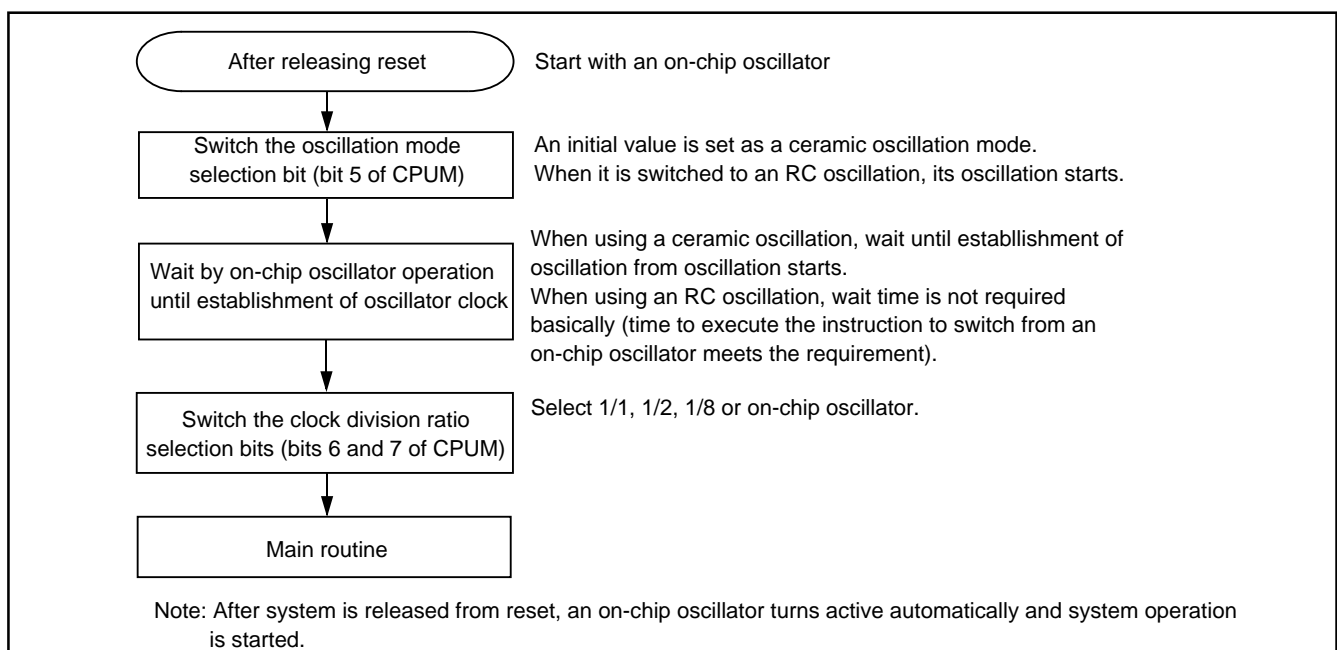 After releasing reset
Start with an on-chip oscillator
Switch the oscillation mode
selection bit (bit 5 of CPUM)
An initial value is set as a ceramic oscillation mode.
When it is switched to an RC oscillation, its oscillation starts.
Wait by on-chip oscillator operation
until establishment of oscillator clock
When using a ceramic oscillation, wait until establlishment of
oscillation from oscillation starts.
When using an RC oscillation, wait time is not required
basically (time to execute the instruction to switch from an
on-chip oscillator meets the requirement).
Switch the clock division ratio
selection bits (bits 6 and 7 of CPUM)
Select 1/1, 1/2, 1/8 or on-chip oscillator.
Main routine
Note: After system is released from reset, an on-chip oscillator turns active automatically and system operation
is started.